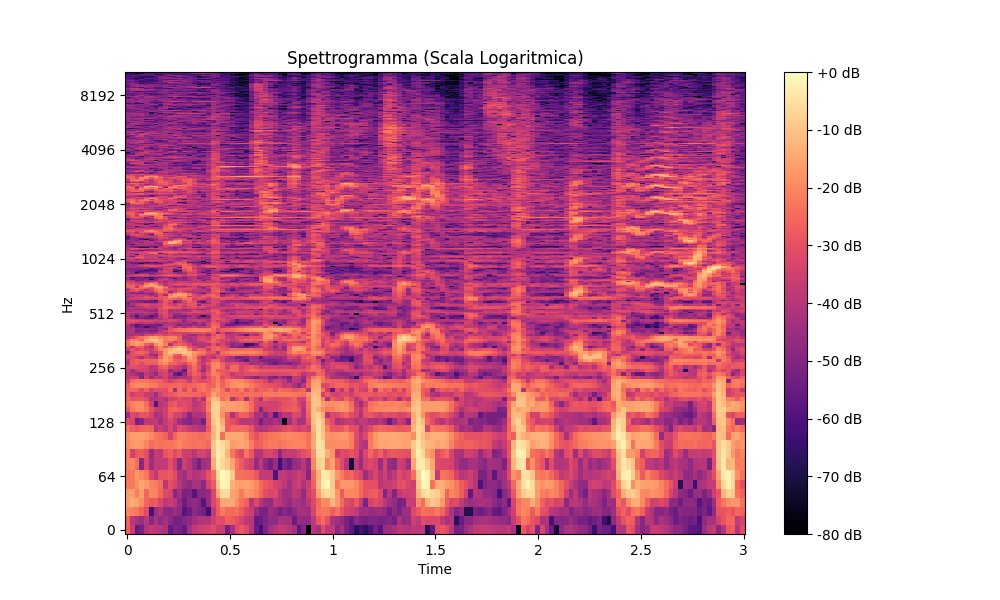 Spettrogramma (Scala Logaritmica)
Hz
8192
4096
2048
1024
512
256
128
64
0
0 0.5 1 1.5 2 2.5 3
Time
+0 dB
-10 dB
-20 dB
-30 dB
-40 dB
-50 dB
-60 dB
-70 dB
-80 dB